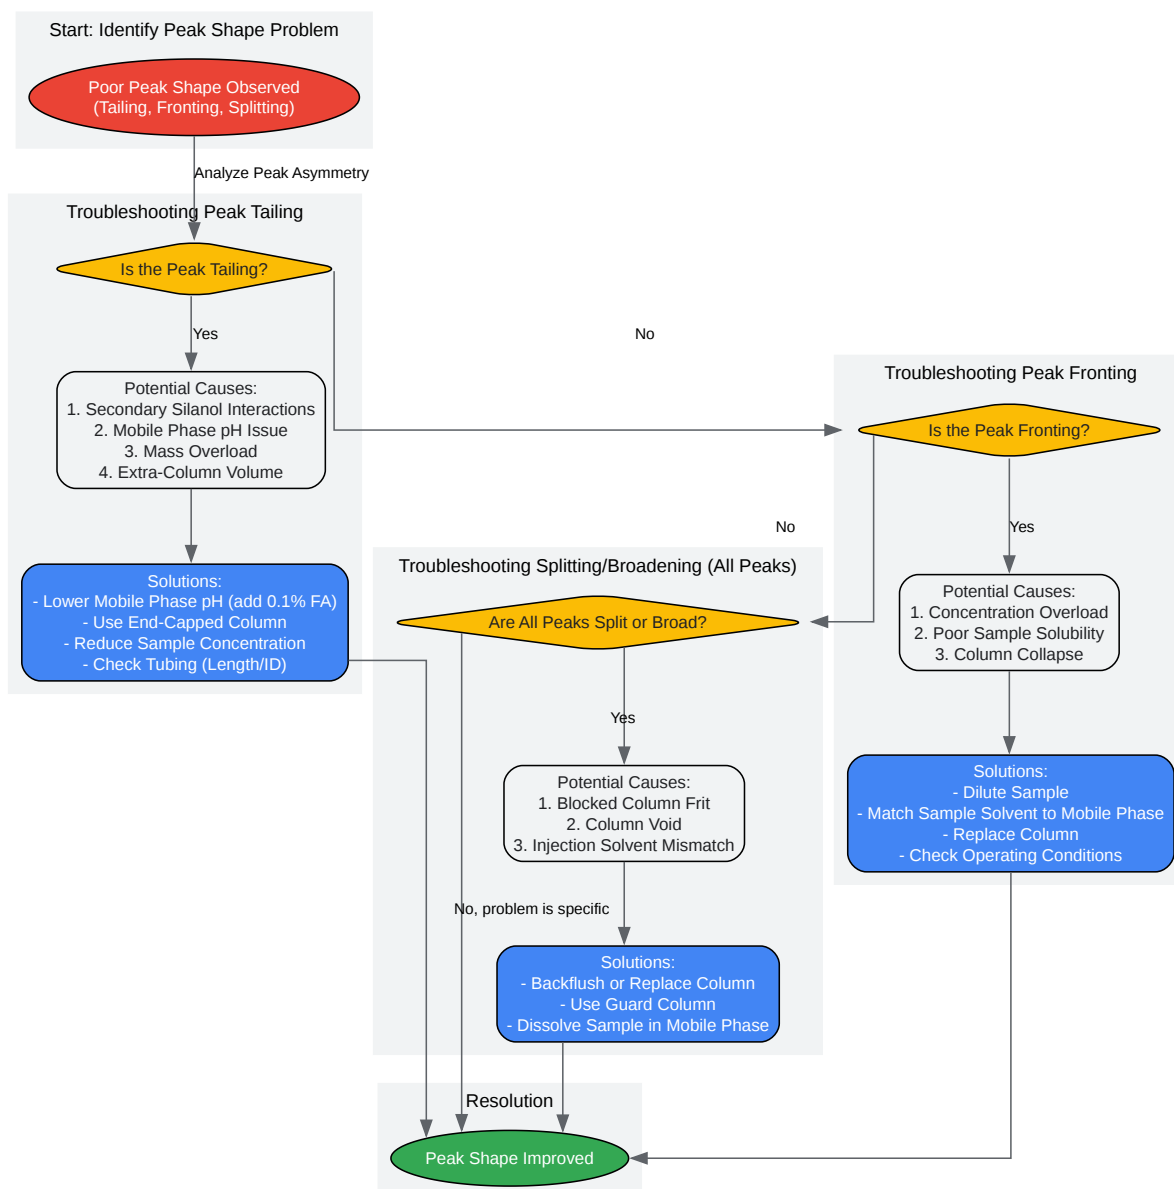 Start: Identify Peak Shape Problem
Poor Peak Shape Observed
(Tailing, Fronting, Splitting)
Analyze Peak Asymmetry
Troubleshooting Peak Tailing
Is the Peak Tailing?
Yes
No
Potential Causes:
1. Secondary Silanol Interactions
2. Mobile Phase pH Issue
3. Mass Overload
4. Extra-Column Volume
Solutions:
- Lower Mobile Phase pH (add 0.1% FA)
- Use End-Capped Column
- Reduce Sample Concentration
- Check Tubing (Length/ID)
Troubleshooting Peak Fronting
Is the Peak Fronting?
Yes
No
Potential Causes:
1. Concentration Overload
2. Poor Sample Solubility
3. Column Collapse
Solutions:
- Dilute Sample
- Match Sample Solvent to Mobile Phase
- Replace Column
- Check Operating Conditions
Troubleshooting Splitting/Broadening (All Peaks)
Are All Peaks Split or Broad?
Yes
Potential Causes:
1. Blocked Column Frit
2. Column Void
3. Injection Solvent Mismatch
No, problem is specific
Solutions:
- Backflush or Replace Column
- Use Guard Column
- Dissolve Sample in Mobile Phase
Resolution
Peak Shape Improved